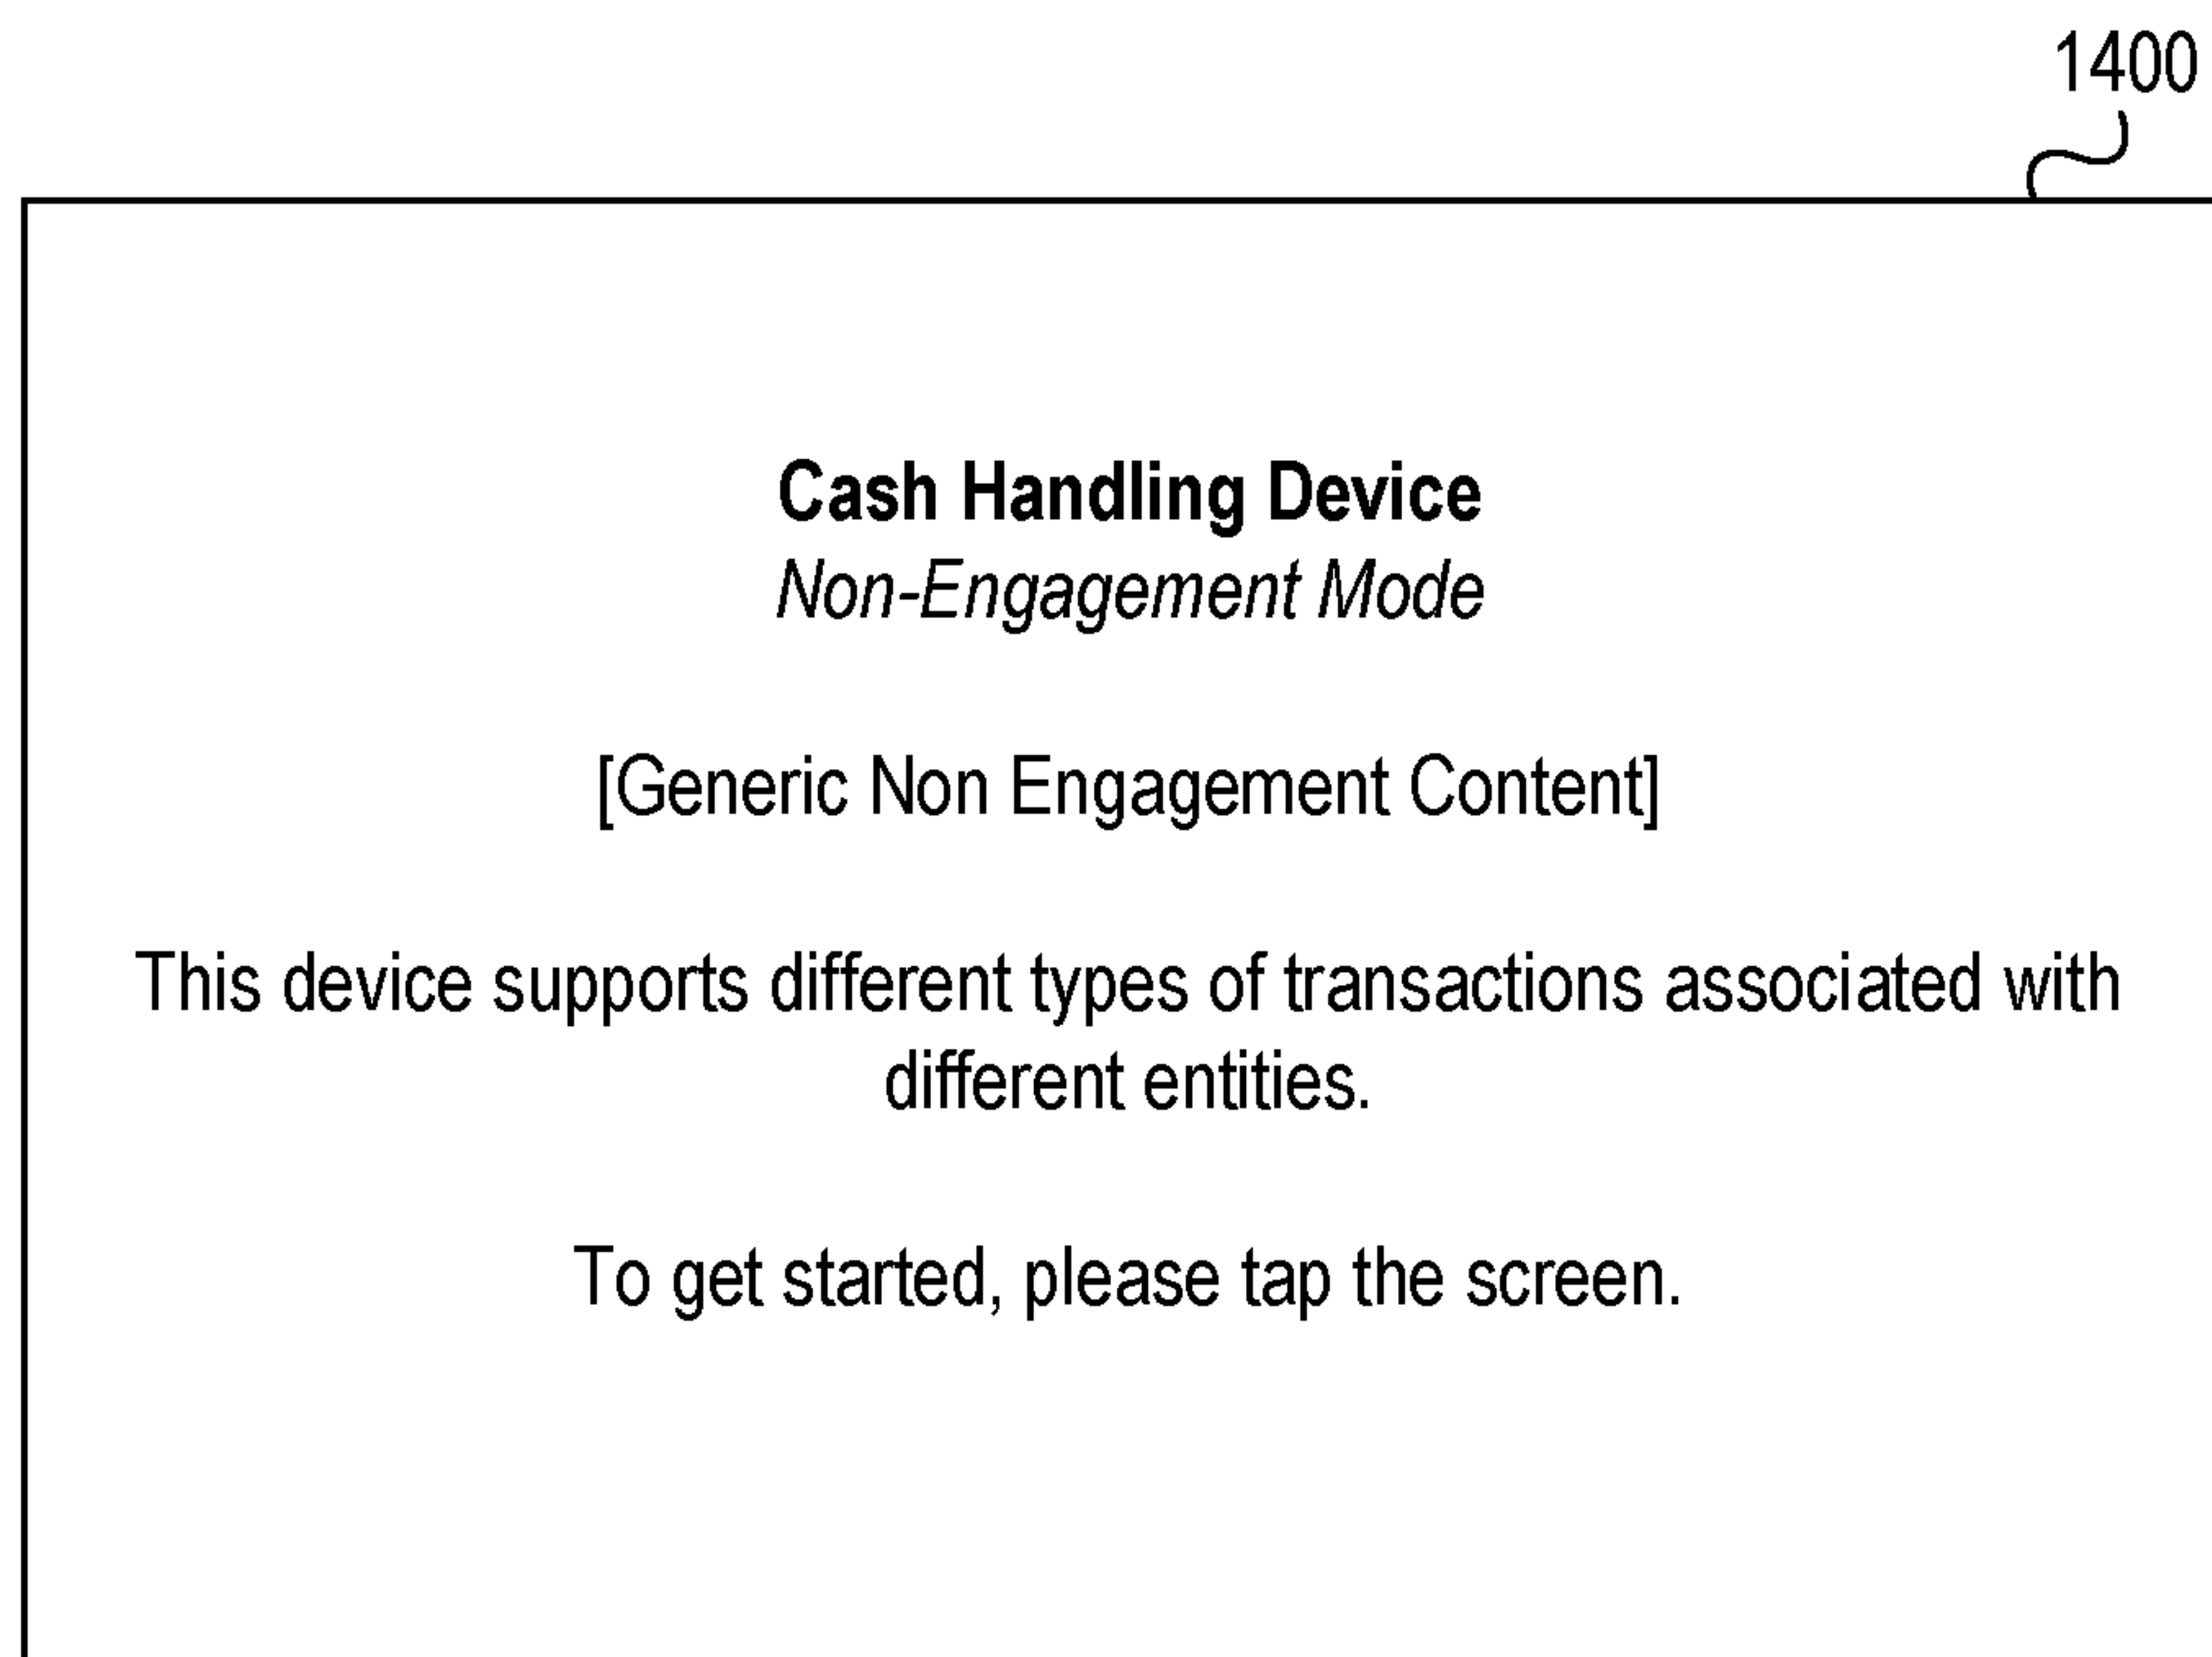 1400
Cash Handling Device
Non-Engagement Mode
[Generic Non Engagement Content]
This device supports different types of transactions associated with
different entities.
To get started, please tap the screen.